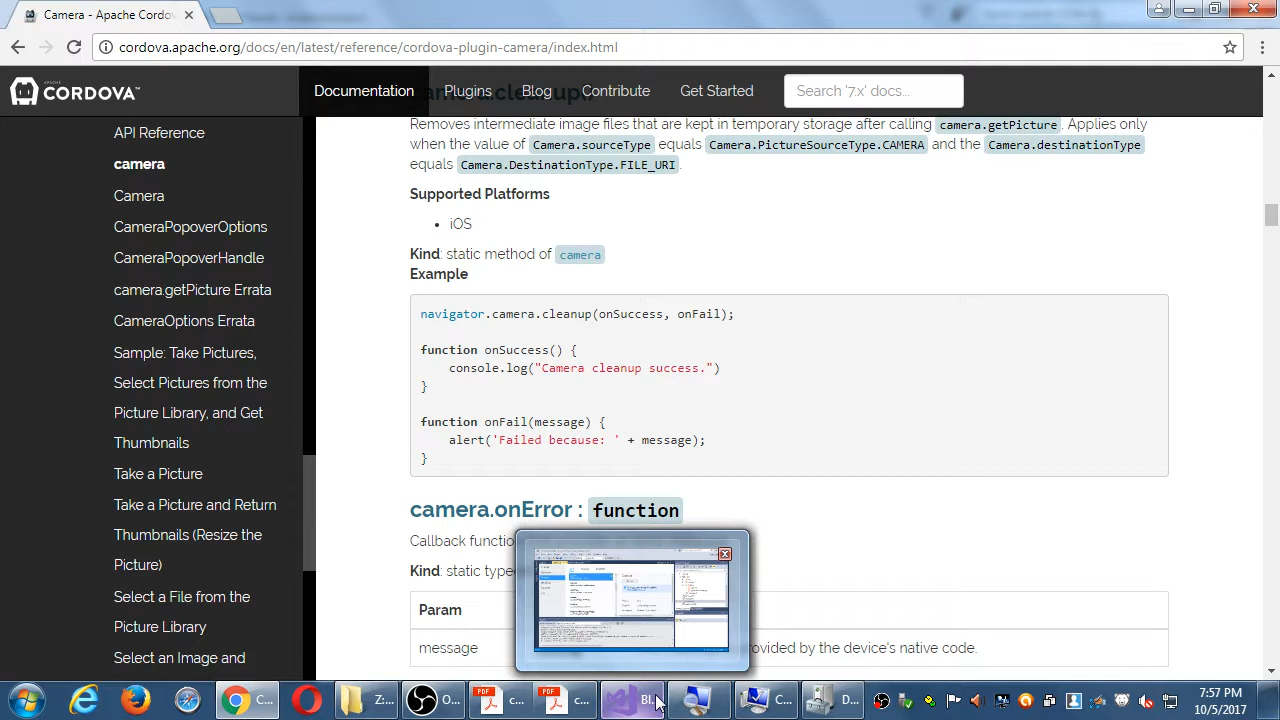 Camera - Apache Cordov
cordova.apache.org/docs/en/latest/reference/cordova-plugin-camera/index.html
APACHE
CORDOVA™
Documentation
Plugins
Blog
Contribute
Get Started
Search '7.x' docs...
API Reference
camera
Camera
CameraPopoverOptions
CameraPopoverHandle
camera.getPicture Errata
CameraOptions Errata
Sample: Take Pictures,
Select Pictures from the
Picture Library, and Get
Thumbnails
Take a Picture
Take a Picture and Return
Thumbnails (Resize the
Picture)
Select a File from the
Picture Library
Select an Image and
camera.cleanup()
Removes intermediate image files that are kept in temporary storage after calling camera.getPicture. Applies only
when the value of Camera.sourceType equals Camera.PictureSourceType.CAMERA and the Camera.destinationType
equals Camera.DestinationType.FILE_URI.
Supported Platforms
• iOS
Kind: static method of camera
Example
navigator.camera.cleanup(onSuccess, onFail);
function onSuccess() {
console.log("Camera cleanup success.")
}
function onFail(message) {
alert('Failed because: ' + message);
}
camera.onError : function
Callback functio
Kind: static type
Param
message
rovided by the device's native code.
C...
Z:...
O...
c...
c...
Bl...
C...
D...
7:57 PM
10/5/2017